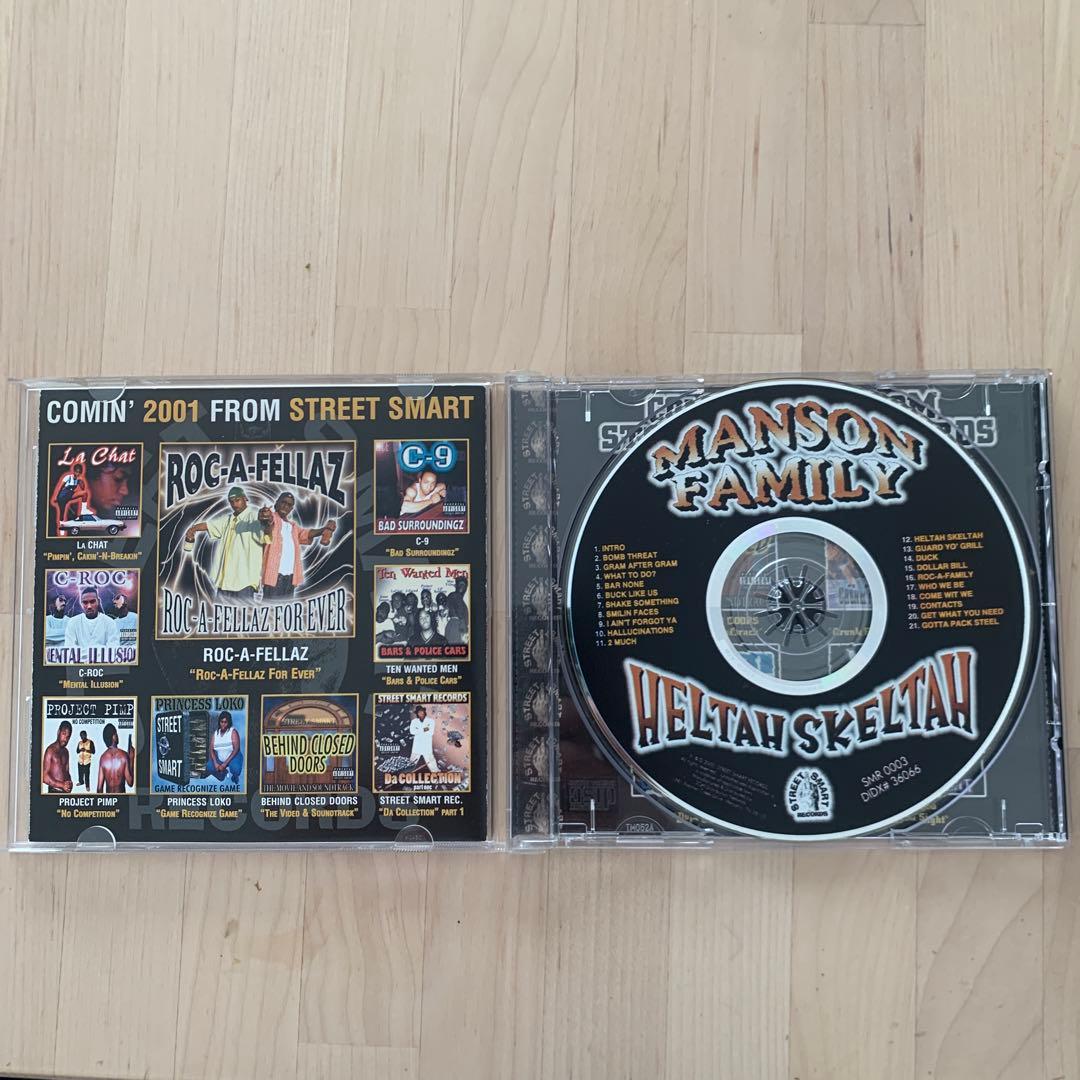 COMIN' 2001 FROM STREET SMART
La Chat
LA CHAT
"PIMPIN', CAKIN'-N-BREAKIN"
ROC-A-FELLAZ
ROC-A-FELLAZ FOR EVER
ROC-A-FELLAZ
"ROC-A-FELLAZ FOR EVER"
C-9
BAD SURROUNDINGZ
C-9
"BAD SURROUNDINGZ"
C-ROC
MENTAL ILLUSION
C-ROC
"MENTAL ILLUSION"
Ten Wanted Men
BARS & POLICE CARS
TEN WANTED MEN
"BARS & POLICE CARS"
PROJECT PIMP
NO COMPETITION
PROJECT PIMP
"NO COMPETITION"
PRINCESS LOKO
STREET
SMART
GAME RECOGNIZE GAME
PRINCESS LOKO
"GAME RECOGNIZE GAME"
STREET SMART
BEHIND CLOSED
DOORS
THE MOVIE AND SOUNDTRACK
BEHIND CLOSED DOORS
"THE VIDEO & SOUNDTRACK"
STREET SMART RECORDS
Da COLLECTION
part one
STREET SMART REC.
"DA COLLECTION" PART 1
RECORDS
MANSON
FAMILY
1. INTRO
2. BOMB THREAT
3. GRAM AFTER GRAM
4. WHAT TO DO?
5. BAR NONE
6. BUCK LIKE US
7. SHAKE SOMETHING
8. SMILIN FACES
9. I AIN'T FORGOT YA
10. HALLUCINATIONS
11. 2 MUCH
12. HELTAH SKELTAH
13. GUARD YO' GRILL
14. DUCK
15. DOLLAR BILL
16. ROC-A-FAMILY
17. WHO WE BE
18. COME WIT WE
19. CONTACTS
20. GET WHAT YOU NEED
21. GOTTA PACK STEEL
HELTAH SKELTAH
SMR 0003
DIDX# 36066
STREET SMART
RECORDS
TM052A